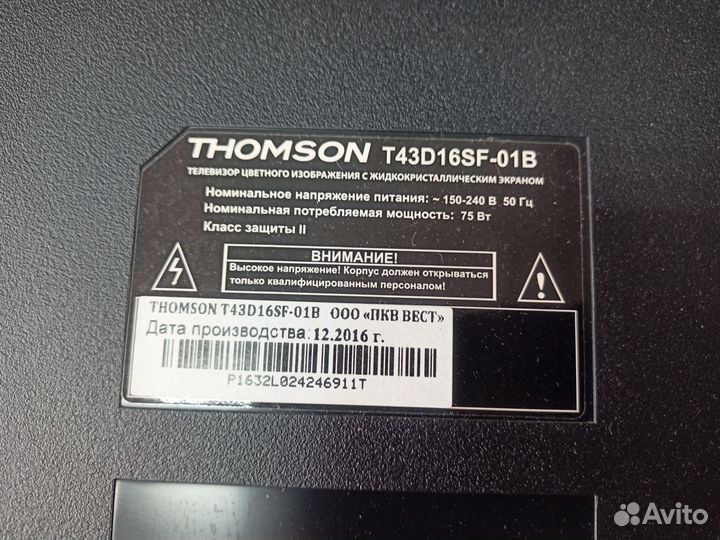 THOMSON T43D16SF-01B
ТЕЛЕВИЗОР ЦВЕТНОГО ИЗОБРАЖЕНИЯ С ЖИДКОКРИСТАЛЛИЧЕСКИМ ЭКРАНОМ
Номинальное напряжение питания: ~ 150-240 В 50 Гц
Номинальная потребляемая мощность: 75 Вт
Класс защиты II
ВНИМАНИЕ!
Высокое напряжение! Корпус должен открываться
только квалифицированным персоналом!
THOMSON T43D16SF-01B ООО «ПКВ ВЕСТ»
Дата производства: 12.2016 г.
P1632L024246911T
Avito